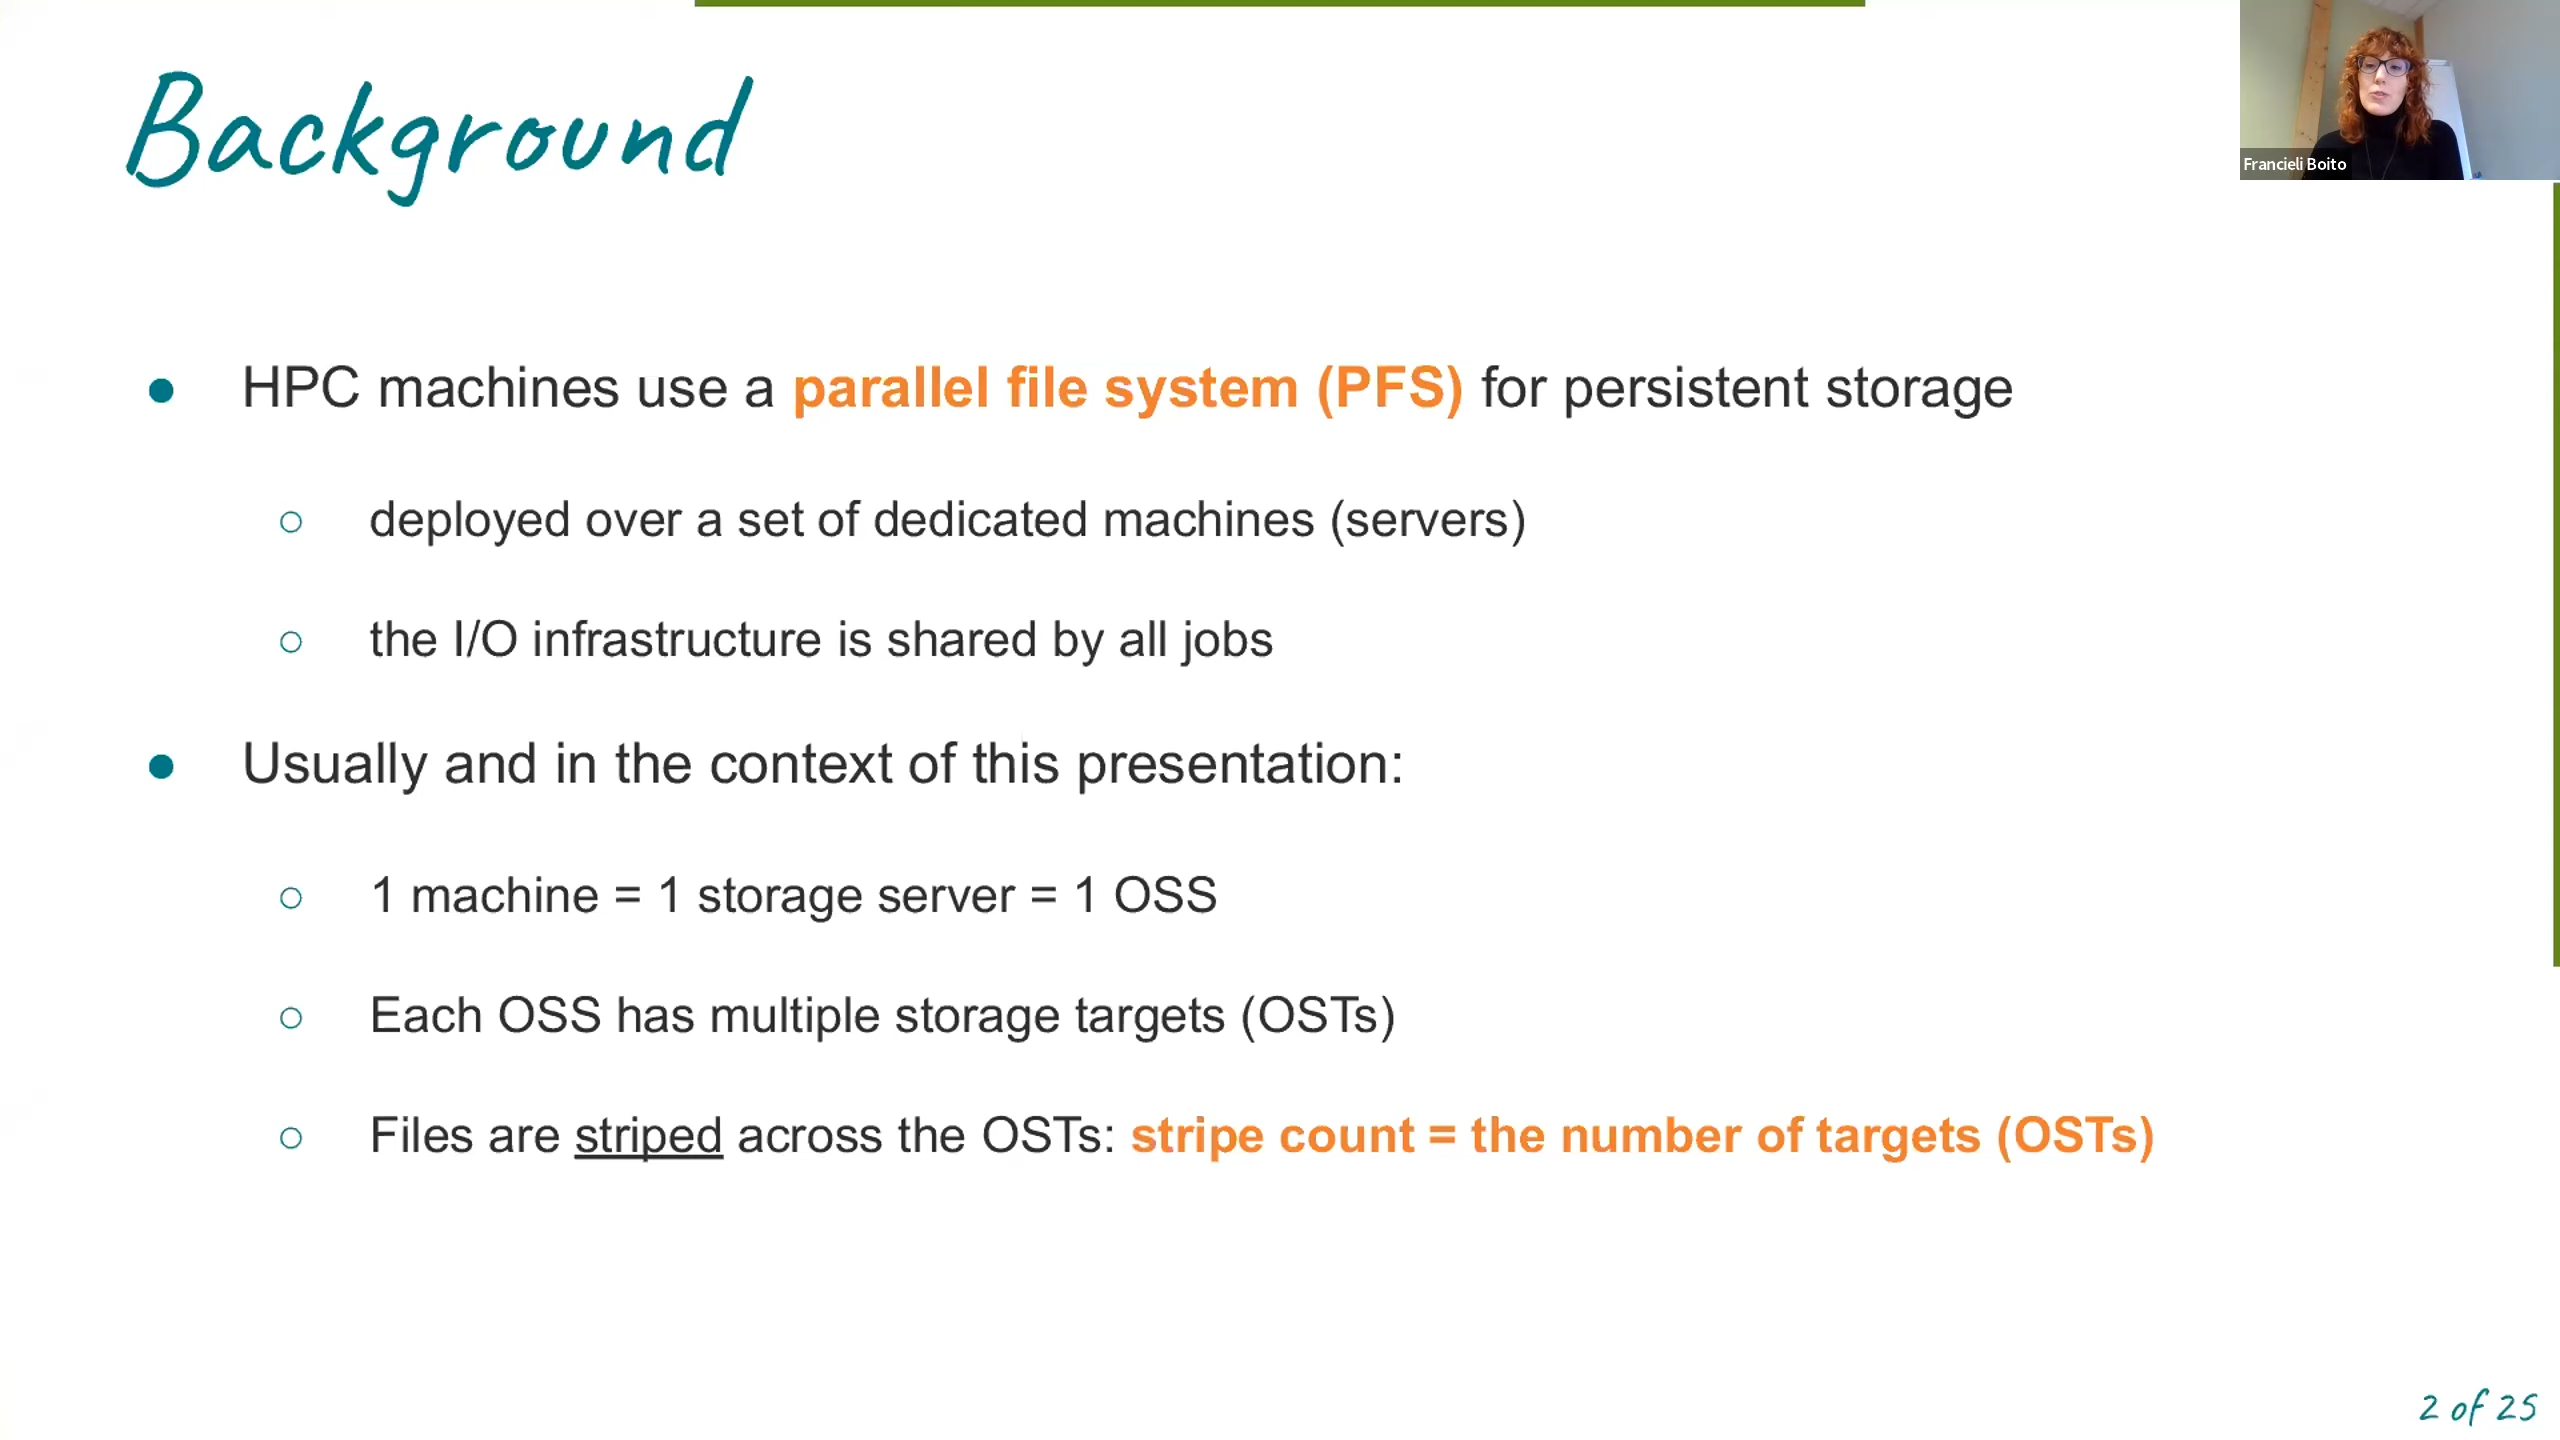 Background
Francieli Boito
● HPC machines use a parallel file system (PFS) for persistent storage
○ deployed over a set of dedicated machines (servers)
○ the I/O infrastructure is shared by all jobs
● Usually and in the context of this presentation:
○ 1 machine = 1 storage server = 1 OSS
○ Each OSS has multiple storage targets (OSTs)
○ Files are striped across the OSTs: stripe count = the number of targets (OSTs)
2 of 25